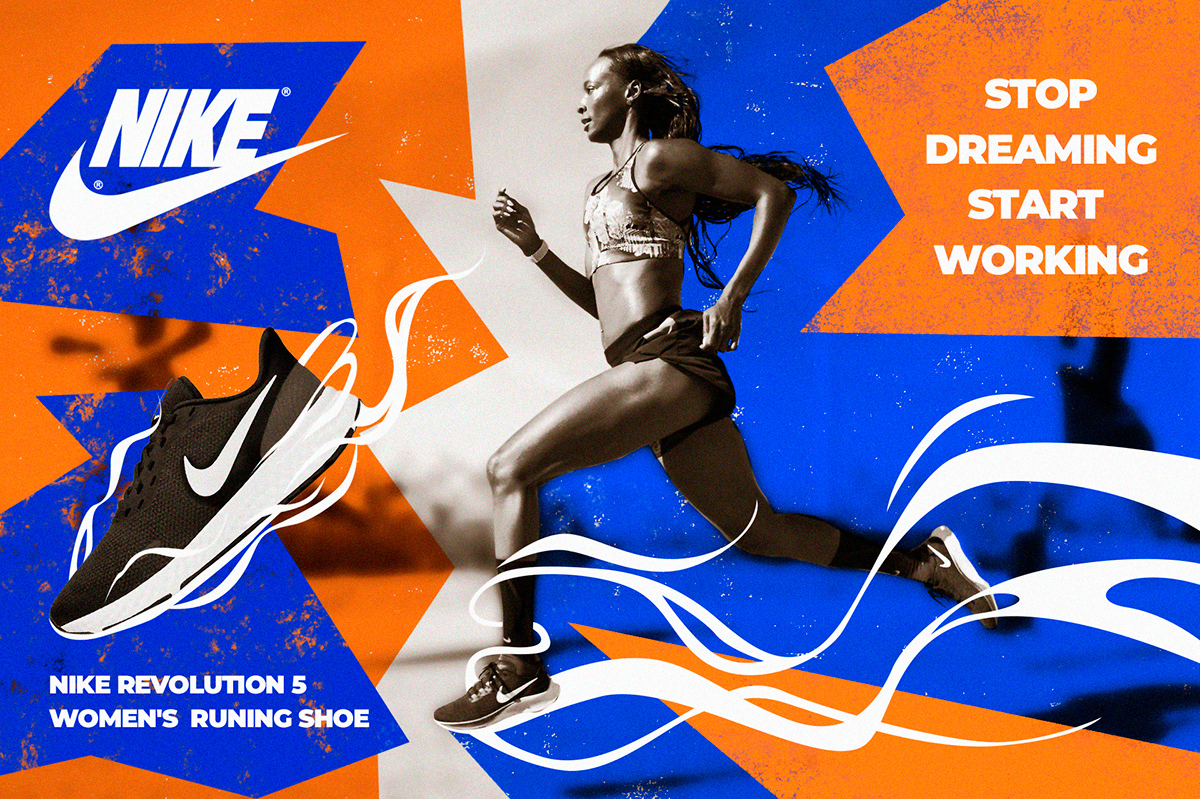 NIKE®
®
STOP
DREAMING
START
WORKING
NIKE REVOLUTION 5
WOMEN'S RUNING SHOE